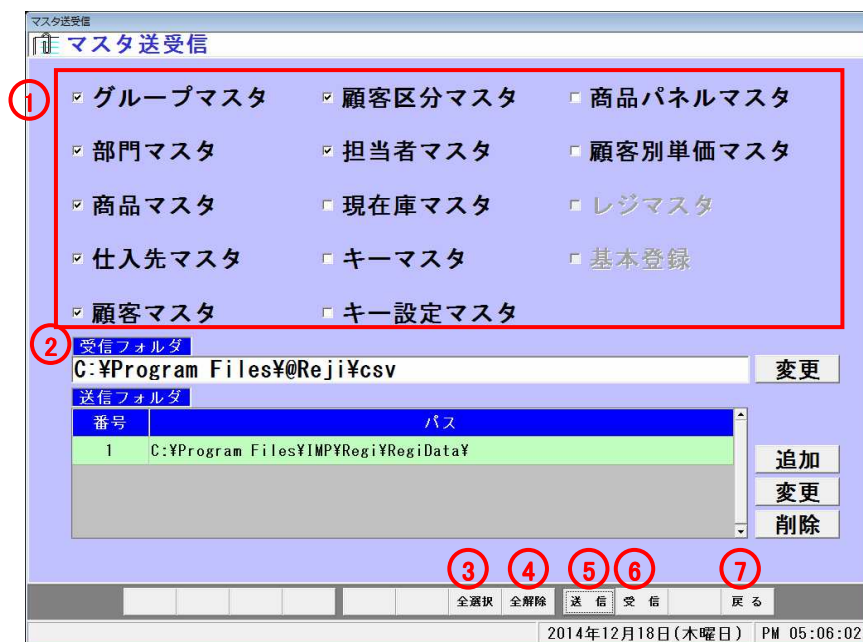 マスタ送受信
マスタ送受信
①
グループマスタ 顧客区分マスタ 商品パネルマスタ
部門マスタ 担当者マスタ 顧客別単価マスタ
商品マスタ 現在庫マスタ レジマスタ
仕入先マスタ キーマスタ 基本登録
顧客マスタ キー設定マスタ
②
受信フォルダ
C:¥Program Files¥@Reji¥csv 変更
送信フォルダ
番号 パス
1 C:¥Program Files¥IMP¥Regi¥RegiData¥
追加
変更
削除
③ ④ ⑤ ⑥ ⑦
全選択 全解除 送 信 受 信 戻 る
2014年12月18日(木曜日) PM 05:06:02